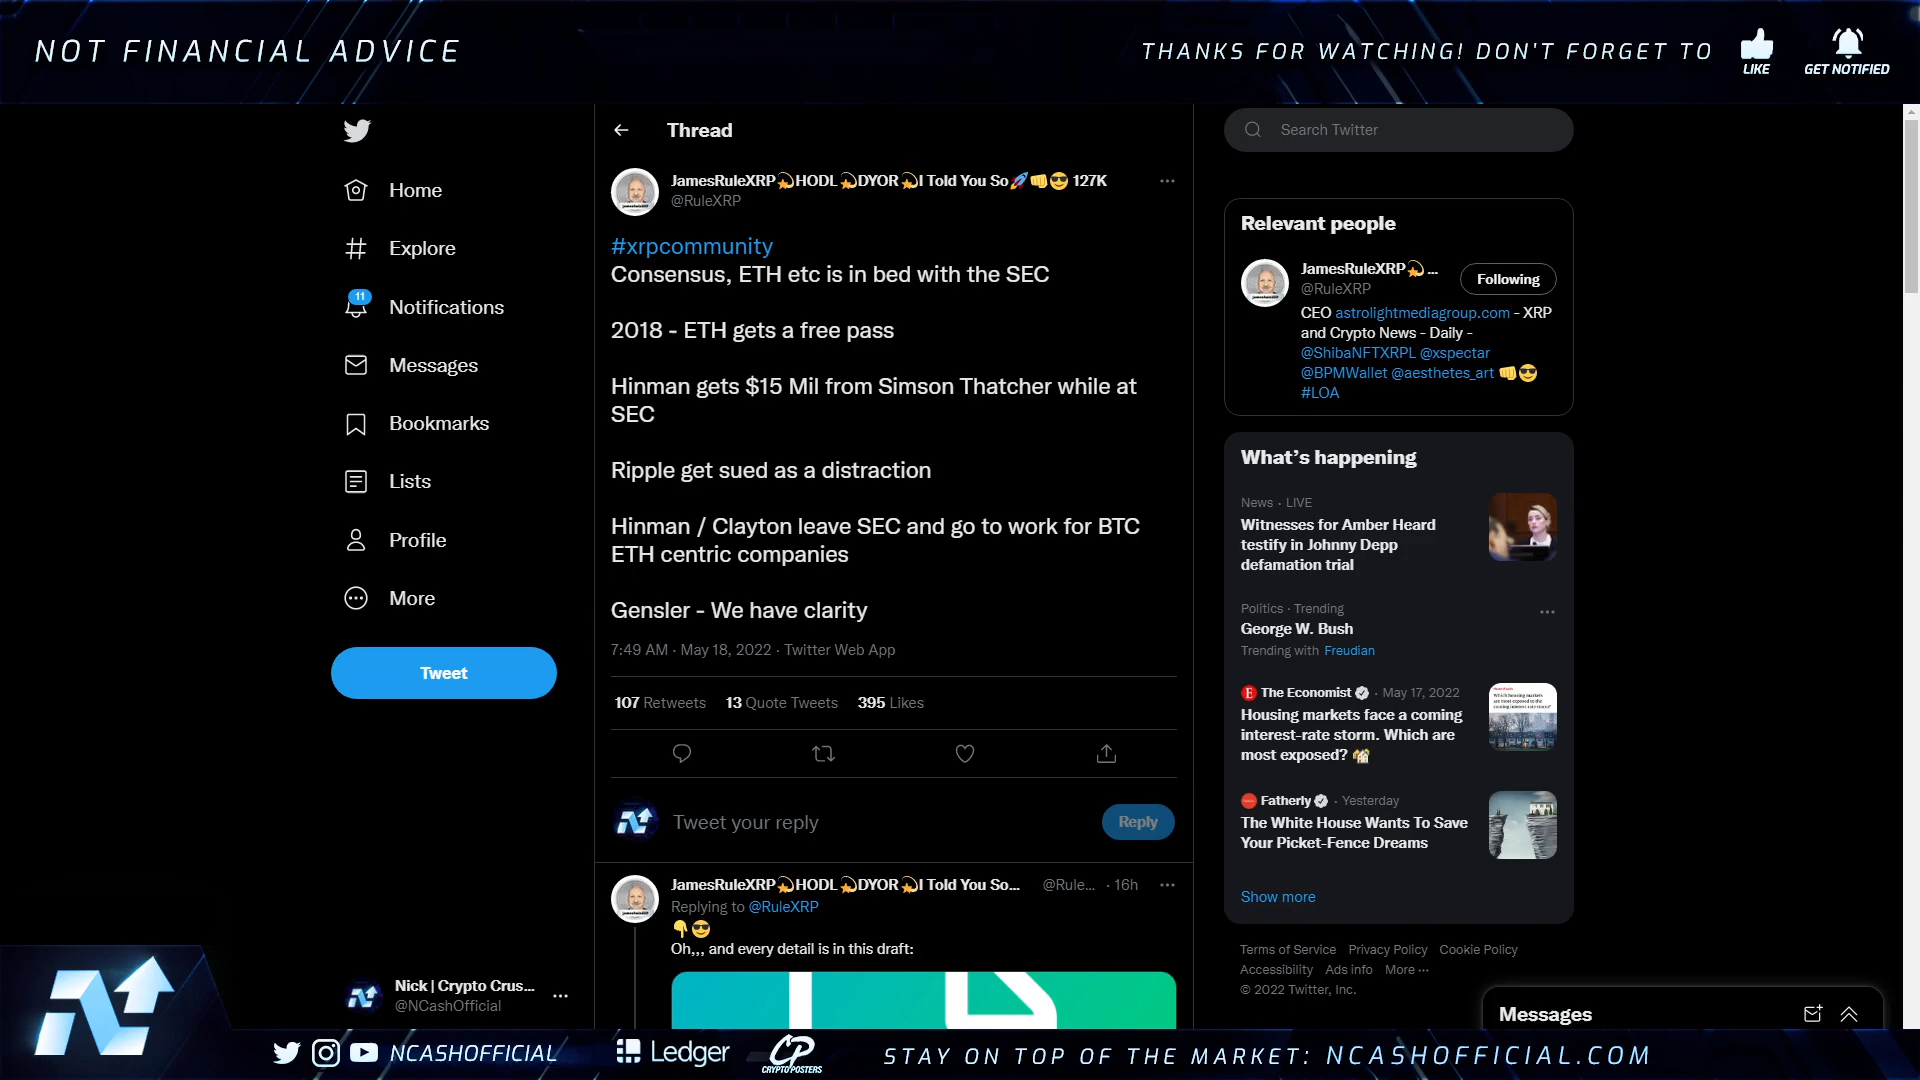 NOT FINANCIAL ADVICE
THANKS FOR WATCHING! DON'T FORGET TO
LIKE
GET NOTIFIED
Home
Explore
11
Notifications
Messages
Bookmarks
Lists
Profile
More
Tweet
Nick | Crypto Crus...
@NCashOfficial
Thread
JamesRuleXRP💫HODL💫DYOR💫I Told You So🚀👊😎 127K
@RuleXRP
#xrpcommunity
Consensus, ETH etc is in bed with the SEC
2018 - ETH gets a free pass
Hinman gets $15 Mil from Simson Thatcher while at
SEC
Ripple get sued as a distraction
Hinman / Clayton leave SEC and go to work for BTC
ETH centric companies
Gensler - We have clarity
7:49 AM · May 18, 2022 · Twitter Web App
107 Retweets 13 Quote Tweets 395 Likes
Tweet your reply
Reply
JamesRuleXRP💫HODL💫DYOR💫I Told You So... @Rule... · 16h
Replying to @RuleXRP
👇😎
Oh,,, and every detail is in this draft:
Search Twitter
Relevant people
JamesRuleXRP💫 ...
@RuleXRP
Following
CEO astrolightmediagroup.com - XRP
and Crypto News - Daily -
@ShibaNFTXRPL @xspectar
@BPMWallet @aesthetes_art 👊😎
#LOA
What's happening
News · LIVE
Witnesses for Amber Heard
testify in Johnny Depp
defamation trial
Politics · Trending
George W. Bush
Trending with Freudian
The Economist · May 17, 2022
Housing markets face a coming
interest-rate storm. Which are
most exposed? 🏘️
Fatherly · Yesterday
The White House Wants To Save
Your Picket-Fence Dreams
Show more
Terms of Service Privacy Policy Cookie Policy
Accessibility Ads info More ···
© 2022 Twitter, Inc.
Messages
NCASHOFFICIAL
Ledger
CP
CRYPTO POSTERS
STAY ON TOP OF THE MARKET: NCASHOFFICIAL.COM